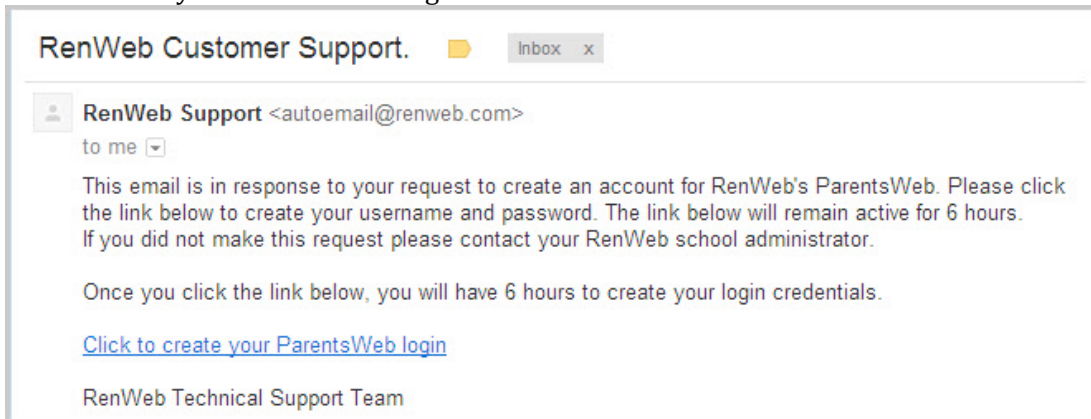 RenWeb Customer Support.
Inbox x
RenWeb Support <autoemail@renweb.com>
to me
This email is in response to your request to create an account for RenWeb's ParentsWeb. Please click
the link below to create your username and password. The link below will remain active for 6 hours.
If you did not make this request please contact your RenWeb school administrator.
Once you click the link below, you will have 6 hours to create your login credentials.
Click to create your ParentsWeb login
RenWeb Technical Support Team